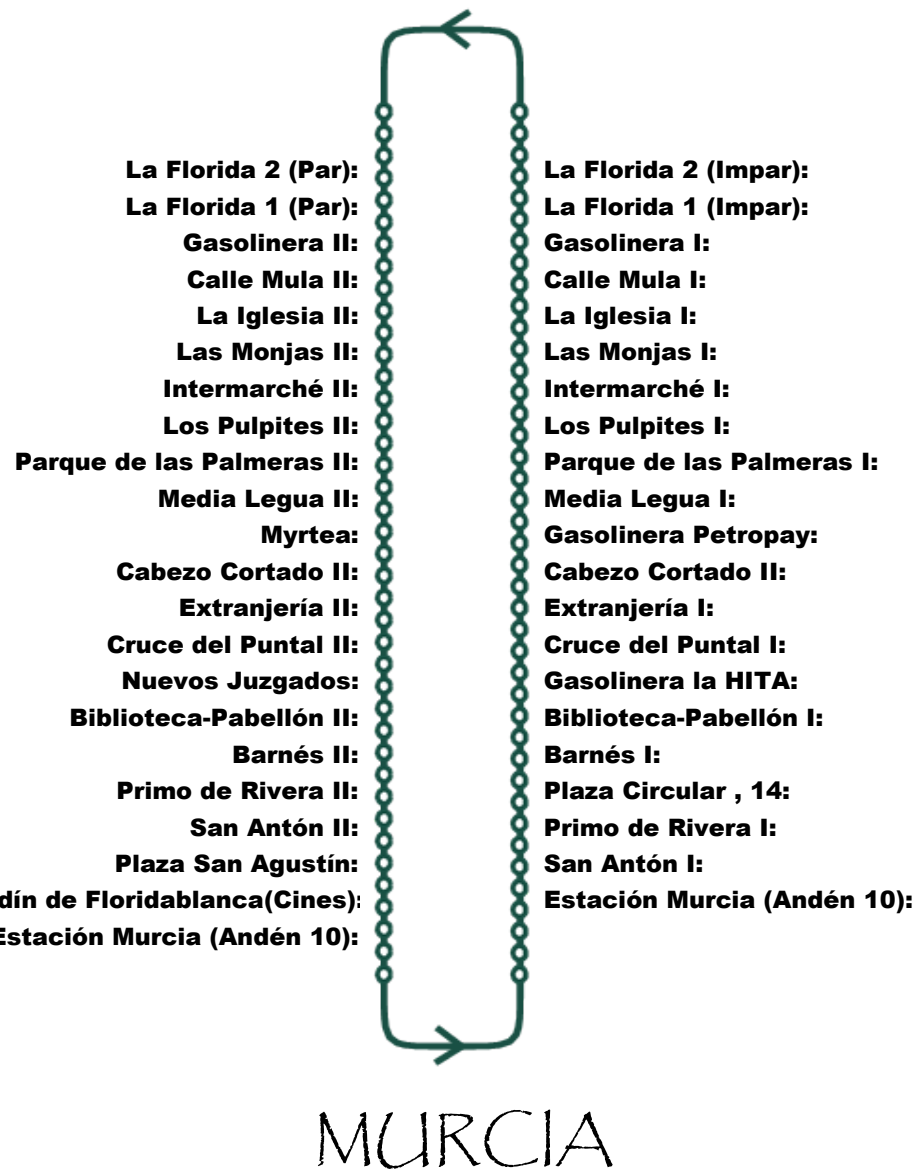 La Florida 2 (Par):
La Florida 1 (Par):
Gasolinera II:
Calle Mula II:
La Iglesia II:
Las Monjas II:
Intermarché II:
Los Pulpites II:
Parque de las Palmeras II:
Media Legua II:
Myrtea:
Cabezo Cortado II:
Extranjería II:
Cruce del Puntal II:
Nuevos Juzgados:
Biblioteca-Pabellón II:
Barnés II:
Primo de Rivera II:
San Antón II:
Plaza San Agustín:
dín de Floridablanca(Cines):
Estación Murcia (Andén 10):
La Florida 2 (Impar):
La Florida 1 (Impar):
Gasolinera I:
Calle Mula I:
La Iglesia I:
Las Monjas I:
Intermarché I:
Los Pulpites I:
Parque de las Palmeras I:
Media Legua I:
Gasolinera Petropay:
Cabezo Cortado II:
Extranjería I:
Cruce del Puntal I:
Gasolinera la HITA:
Biblioteca-Pabellón I:
Barnés I:
Plaza Circular , 14:
Primo de Rivera I:
San Antón I:
Estación Murcia (Andén 10):
MURCIA